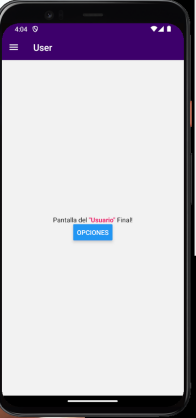 4:04
User
Pantalla del "Usuario" Final!
OPCIONES